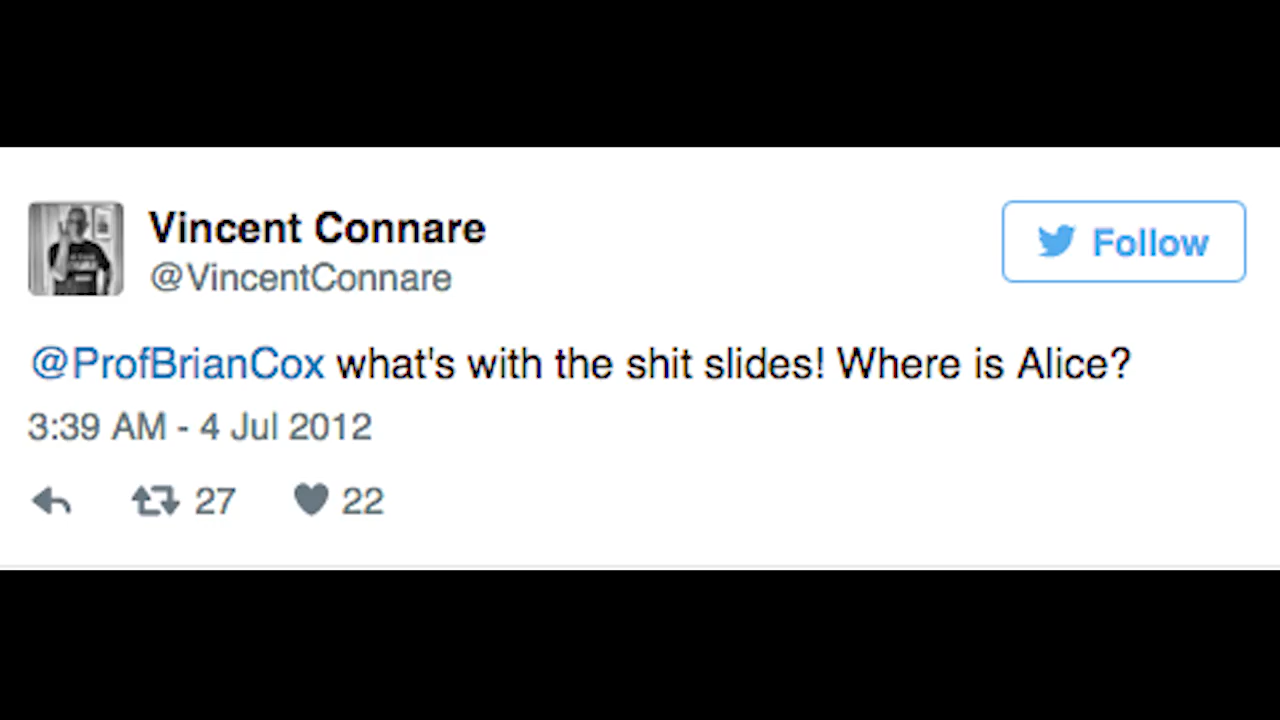 Vincent Connare
@VincentConnare
Follow
@ProfBrianCox what's with the shit slides! Where is Alice?
3:39 AM - 4 Jul 2012
27 22